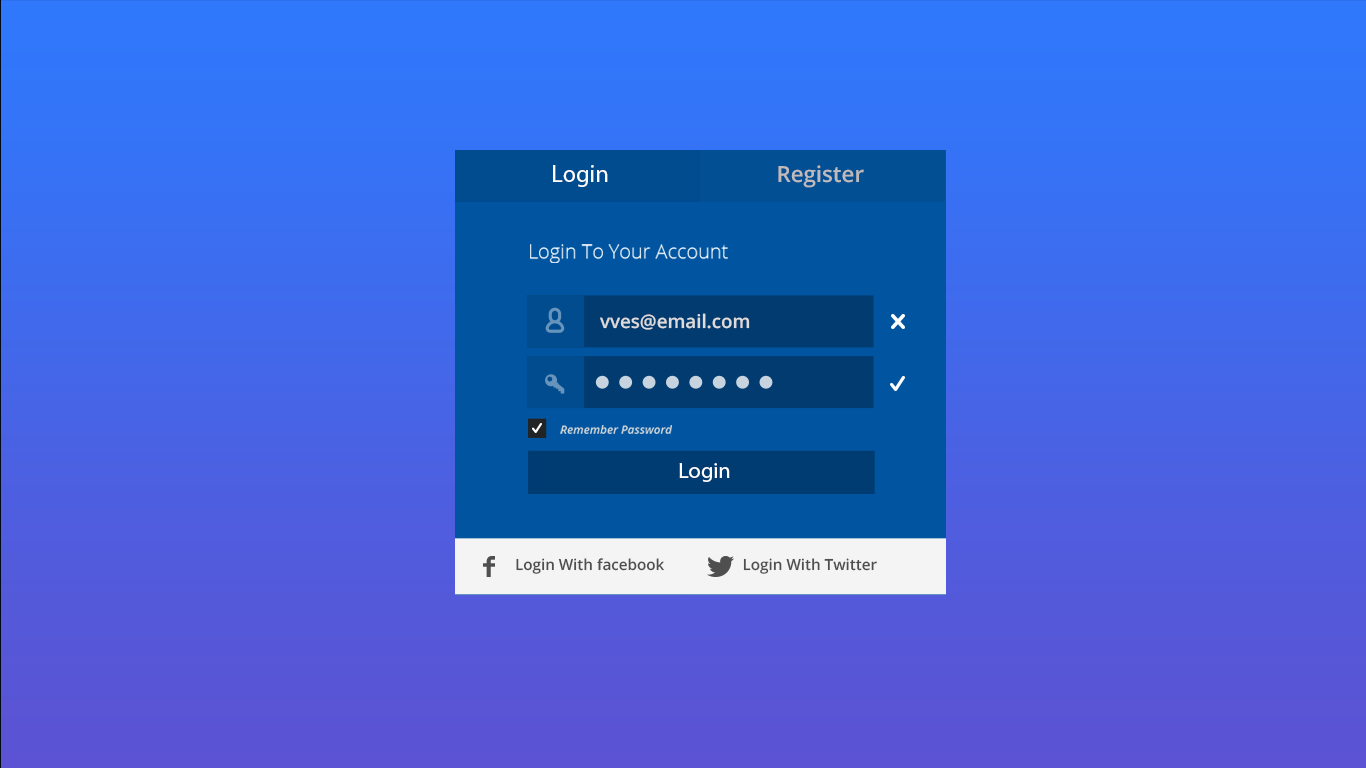 Login Register
Login To Your Account
vves@email.com
Remember Password
Login
Login With facebook Login With Twitter